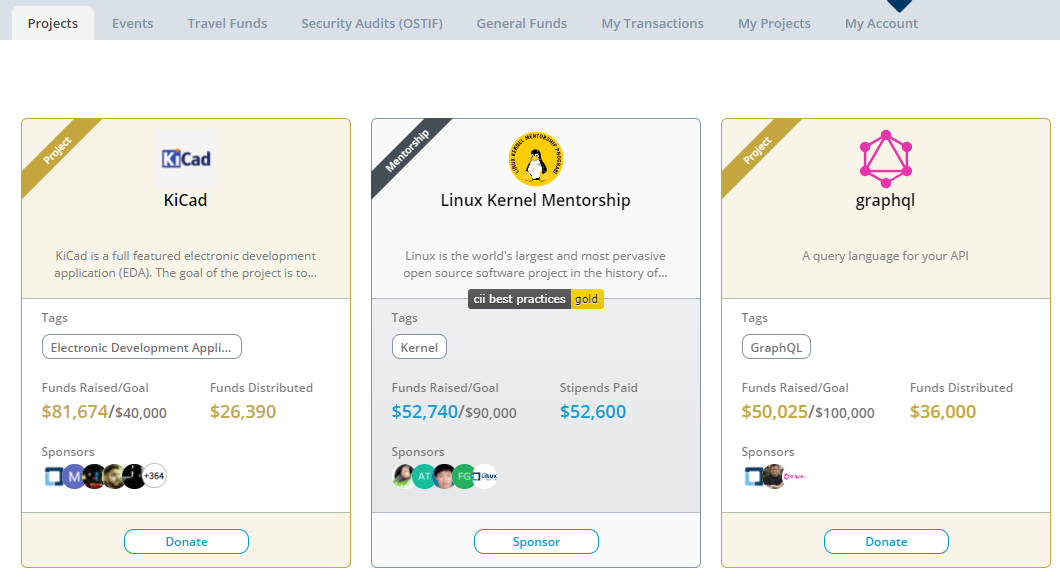 Projects Events Travel Funds Security Audits (OSTIF) General Funds My Transactions My Projects My Account
Project
KiCad
KiCad
KiCad is a full featured electronic development
application (EDA). The goal of the project is to...
Tags
Electronic Development Appli...
Funds Raised/Goal Funds Distributed
$81,674/$40,000 $26,390
Sponsors
M +364
Donate
Mentorship
LINUX KERNEL MENTORSHIP PROGRAM
Linux Kernel Mentorship
Linux is the world's largest and most pervasive
open source software project in the history of...
cii best practices gold
Tags
Kernel
Funds Raised/Goal Stipends Paid
$52,740/$90,000 $52,600
Sponsors
AT FG LINUX
Sponsor
Project
graphql
A query language for your API
Tags
GraphQL
Funds Raised/Goal Funds Distributed
$50,025/$100,000 $36,000
Sponsors
Donate